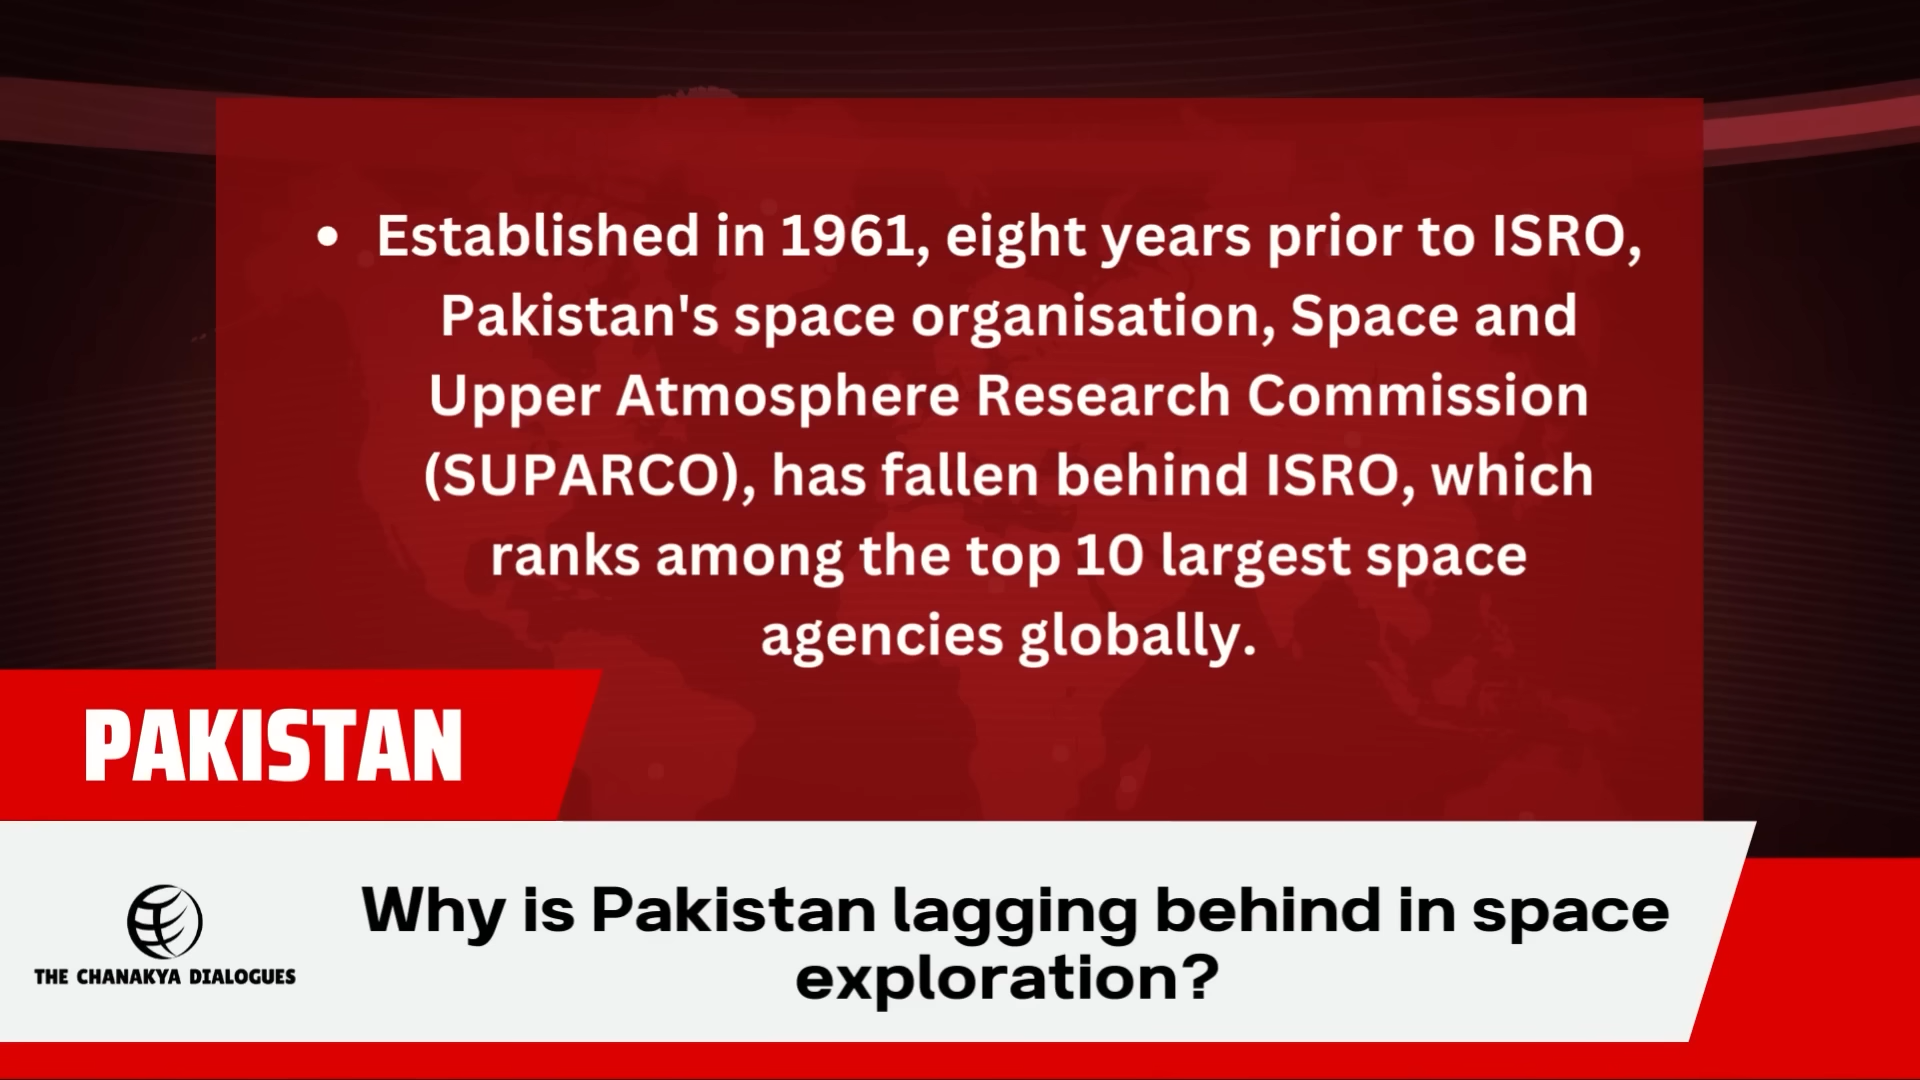 • Established in 1961, eight years prior to ISRO,
Pakistan's space organisation, Space and
Upper Atmosphere Research Commission
(SUPARCO), has fallen behind ISRO, which
ranks among the top 10 largest space
agencies globally.
PAKISTAN
Why is Pakistan lagging behind in space
exploration?
THE CHANAKYA DIALOGUES